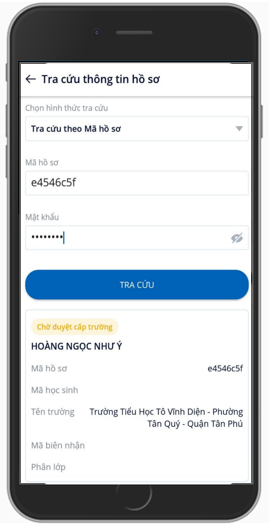 ← Tra cứu thông tin hồ sơ
Chọn hình thức tra cứu
Tra cứu theo Mã hồ sơ
Mã hồ sơ
e4546c5f
Mật khẩu
••••••••
TRA CỨU
Chờ duyệt cấp trường
HOÀNG NGỌC NHƯ Ý
Mã hồ sơ e4546c5f
Mã học sinh
Tên trường Trường Tiểu Học Tô Vĩnh Diện - Phường
Tân Quý - Quận Tân Phú
Mã biên nhận
Phân lớp